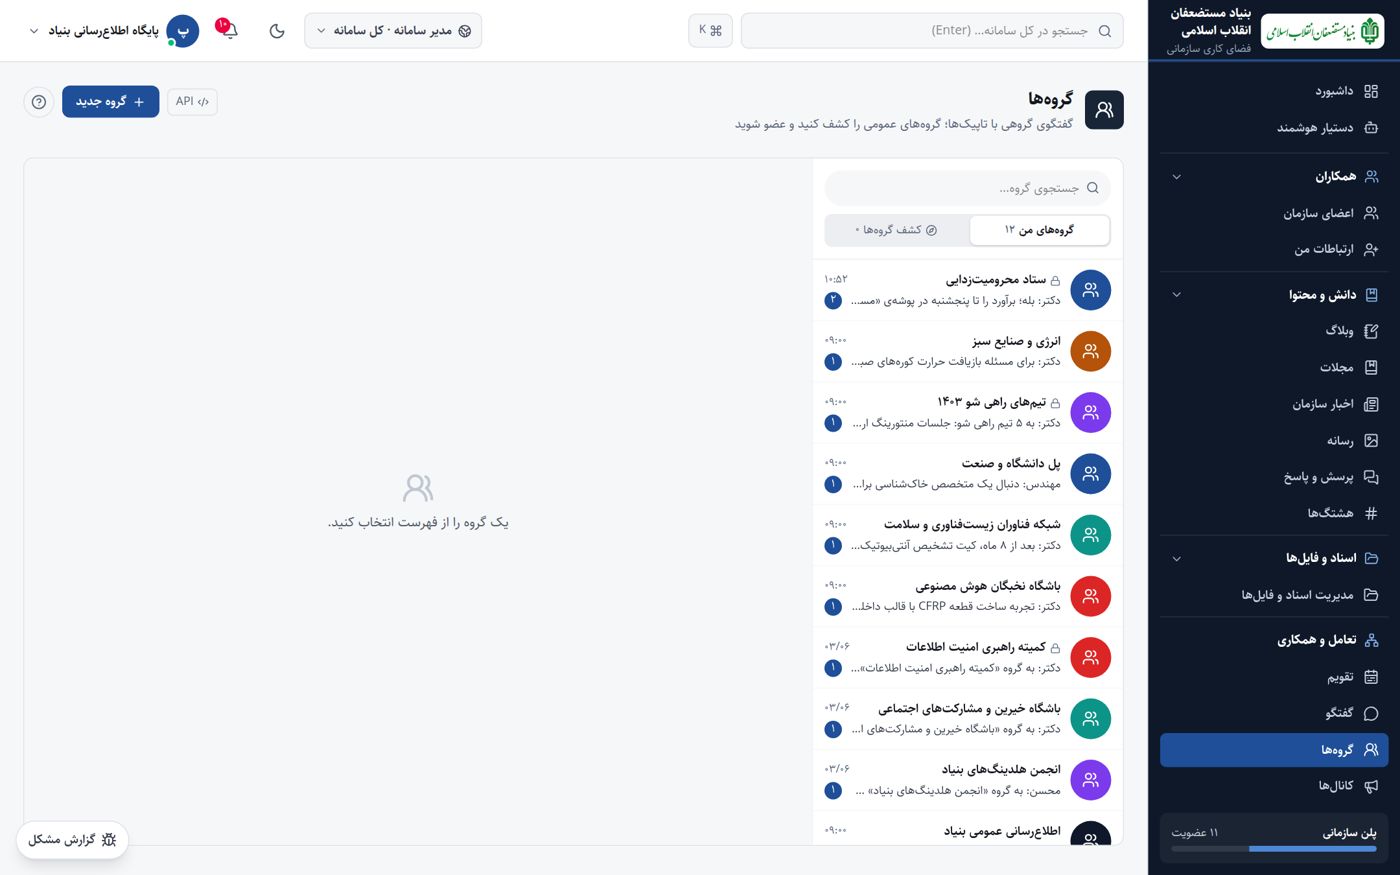 بنیاد مستضعفان انقلاب اسلامی
بنیاد مستضعفان
انقلاب اسلامی
فضای کاری سازمانی
داشبورد
دستیار هوشمند
همکاران
اعضای سازمان
ارتباطات من
دانش و محتوا
وبلاگ
مجلات
اخبار سازمان
رسانه
پرسش و پاسخ
هشتگ‌ها
اسناد و فایل‌ها
مدیریت اسناد و فایل‌ها
تعامل و همکاری
تقویم
گفتگو
گروه‌ها
کانال‌ها
پلن سازمانی
۱۱ عضویت
جستجو در کل سامانه... (Enter)
⌘ K
مدیر سامانه · کل سامانه
۱۰
پ
پایگاه اطلاع‌رسانی بنیاد
گروه‌ها
گفتگوی گروهی با تاپیک‌ها؛ گروه‌های عمومی را کشف کنید و عضو شوید
API
گروه جدید
جستجوی گروه...
گروه‌های من ۱۲
کشف گروه‌ها ۰
ستاد محرومیت‌زدایی
۱۰:۵۲
دکتر: بله؛ برآورد را تا پنجشنبه در پوشه‌ی «مس...
۲
انرژی و صنایع سبز
۰۹:۰۰
دکتر: برای مسئله بازیافت حرارت کوره‌های صبـ...
۱
تیم‌های راهی شو ۱۴۰۳
۰۹:۰۰
دکتر: به ۵ تیم راهی شو: جلسات منتورینگ ار...
۱
پل دانشگاه و صنعت
۰۹:۰۰
مهندس: دنبال یک متخصص خاک‌شناسی برا...
۱
شبکه فناوران زیست‌فناوری و سلامت
۰۹:۰۰
دکتر: بعد از ۸ ماه، کیت تشخیص آنتی‌بیوتیک...
۱
باشگاه نخبگان هوش مصنوعی
۰۹:۰۰
دکتر: تجربه ساخت قطعه CFRP با قالب داخلـ...
۱
کمیته راهبری امنیت اطلاعات
۰۳/۰۶
دکتر: به گروه «کمیته راهبری امنیت اطلاعات»...
۱
باشگاه خیرین و مشارکت‌های اجتماعی
۰۳/۰۶
دکتر: به گروه «باشگاه خیرین و مشارکت‌های ا...
۱
انجمن هلدینگ‌های بنیاد
۰۳/۰۶
محسن: به گروه «انجمن هلدینگ‌های بنیاد» ...
۱
اطلاع‌رسانی عمومی بنیاد
۰۹:۰۰
یک گروه را از فهرست انتخاب کنید.
گزارش مشکل